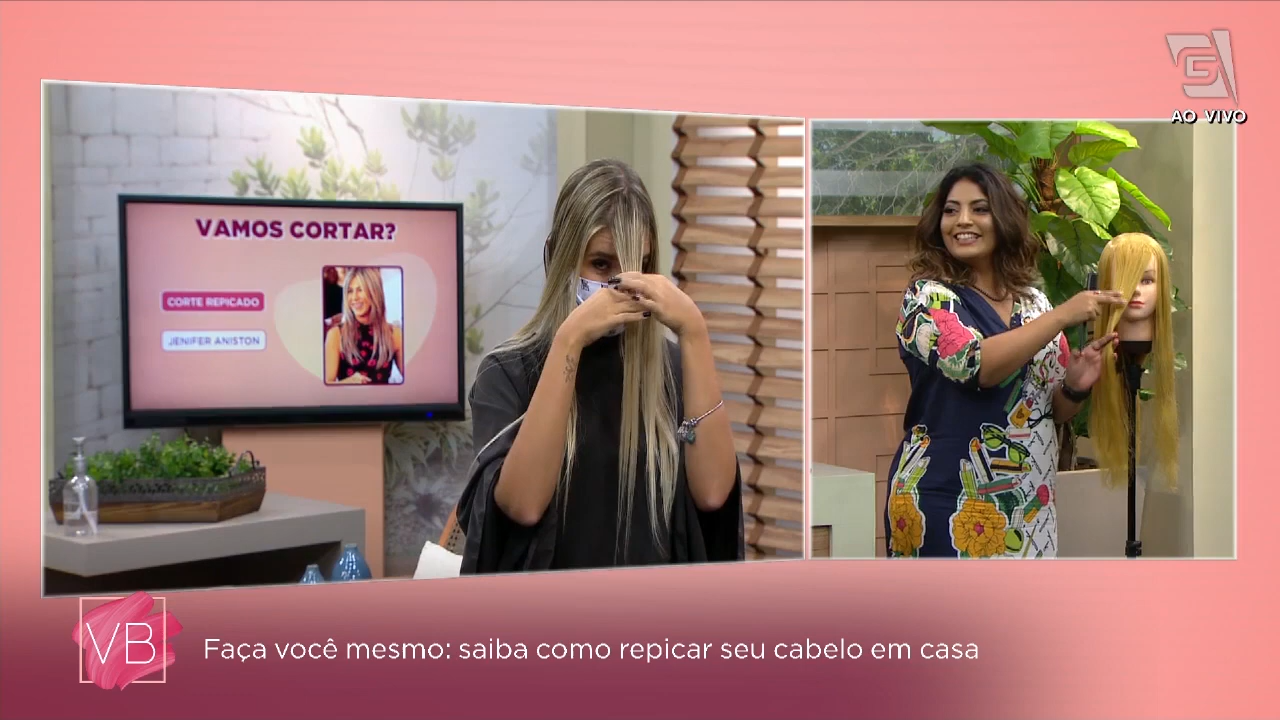 G
AO VIVO
VAMOS CORTAR?
CORTE REPICADO
JENIFER ANISTON
VB
Faça você mesmo: saiba como repicar seu cabelo em casa